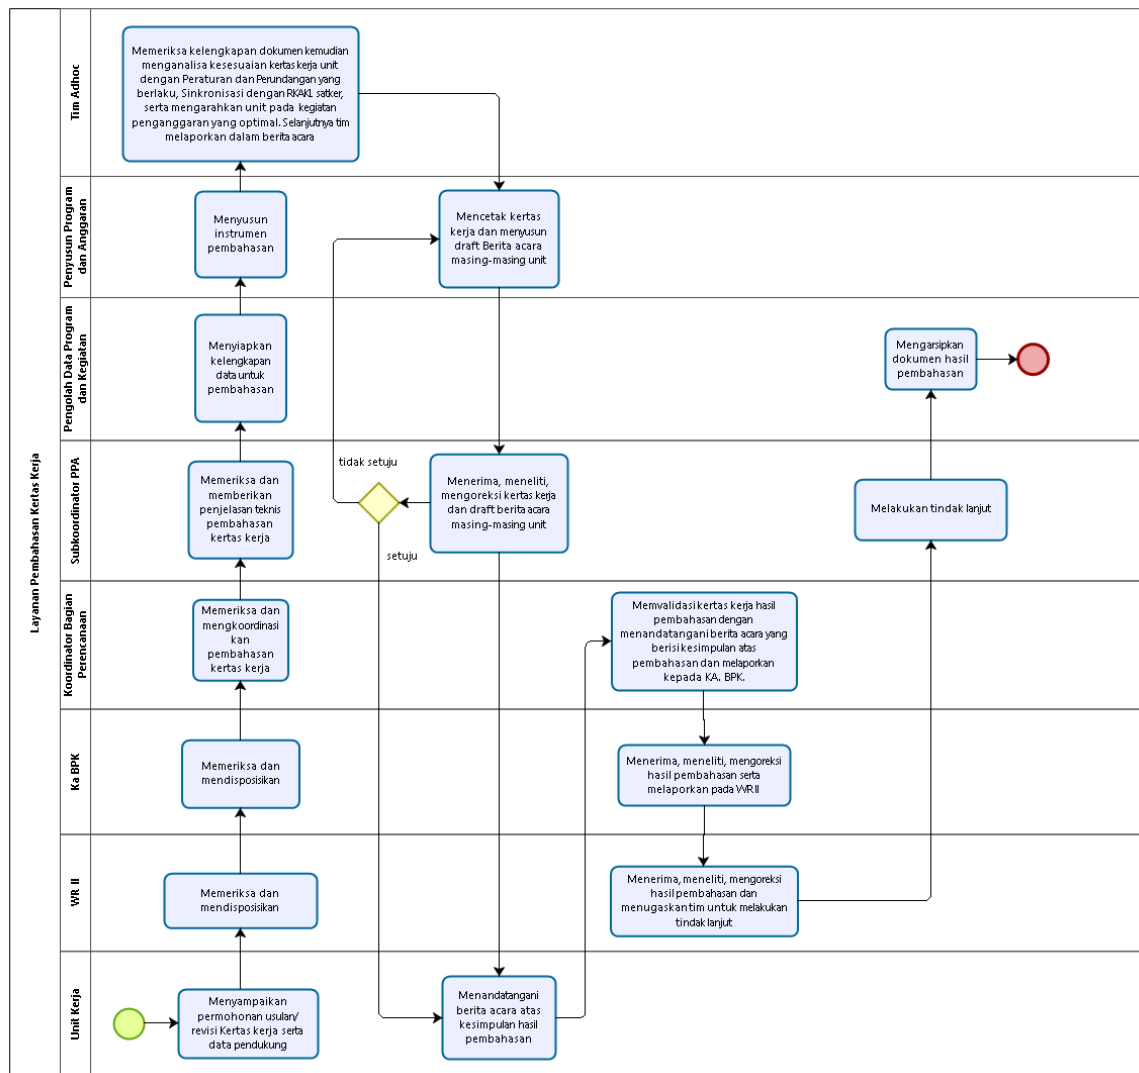 Layanan Pembahasan Kertas Kerja
Tim Adhoc
Memeriksa kelengkapan dokumen kemudian
menganalisa kesesuaian kertas kerja unit
dengan Peraturan dan Perundangan yang
berlaku, Sinkronisasi dengan RKAKL satker,
serta mengarahkan unit pada kegiatan
penganggaran yang optimal. Selanjutnya tim
melaporkan dalam berita acara
Penyusun Program
dan Anggaran
Menyusun
instrumen
pembahasan
Mencetak kertas
kerja dan menyusun
draft Berita acara
masing-masing unit
Pengolah Data Program
dan Kegiatan
Menyiapkan
kelengkapan
data untuk
pembahasan
Mengarsipkan
dokumen hasil
pembahasan
Subkoordinator PPA
Memeriksa dan
memberikan
penjelasan teknis
pembahasan
kertas kerja
tidak setuju
setuju
Menerima, meneliti,
mengoreksi kertas kerja
dan draft berita acara
masing-masing unit
Melakukan tindak lanjut
Koordinator Bagian
Perencanaan
Memeriksa dan
mengkoordinasi
kan
pembahasan
kertas kerja
Memvalidasi kertas kerja hasil
pembahasan dengan
menandatangani berita acara yang
berisi kesimpulan atas
pembahasan dan melaporkan
kepada KA. BPK.
Ka BPK
Memeriksa dan
mendisposisikan
Menerima, meneliti, mengoreksi
hasil pembahasan serta
melaporkan pada WR II
WR II
Memeriksa dan
mendisposisikan
Menerima, meneliti, mengoreksi
hasil pembahasan dan
menugaskan tim untuk melakukan
tindak lanjut
Unit Kerja
Menyampaikan
permohonan usulan/
revisi Kertas kerja serta
data pendukung
Menandatangani
berita acara atas
kesimpulan hasil
pembahasan